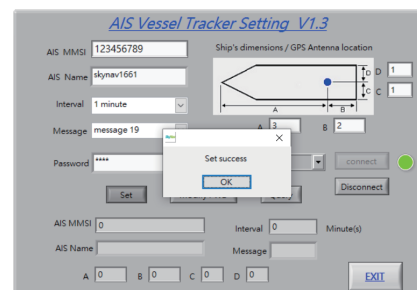 AIS Vessel Tracker Setting V1.3
AIS MMSI 123456789
Ship's dimensions / GPS Antenna location
AIS Name skynav1661
D D 1
C C 1
Interval 1 minute
A B
Message message 19
A 3 B 2
Password ****
Set success
OK
connect
Set
Query
Disconnect
AIS MMSI 0
Interval 0 Minute(s)
AIS Name
Message
A 0 B 0 C 0 D 0
EXIT